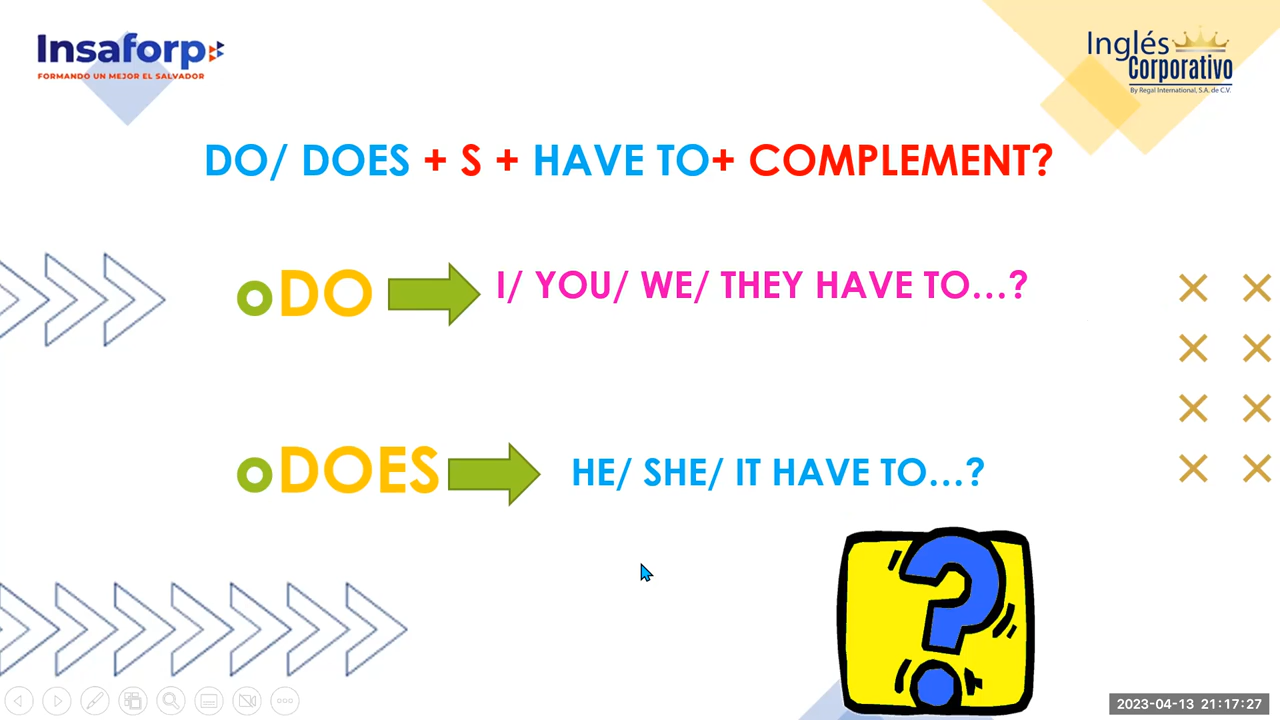 Insaforp
FORMANDO UN MEJOR EL SALVADOR
Inglés
Corporativo
By Regal International, S.A. de C.V.
DO/ DOES + S + HAVE TO+ COMPLEMENT?
DO
I/ YOU/ WE/ THEY HAVE TO...?
DOES
HE/ SHE/ IT HAVE TO...?
?
2023-04-13 21:17:27